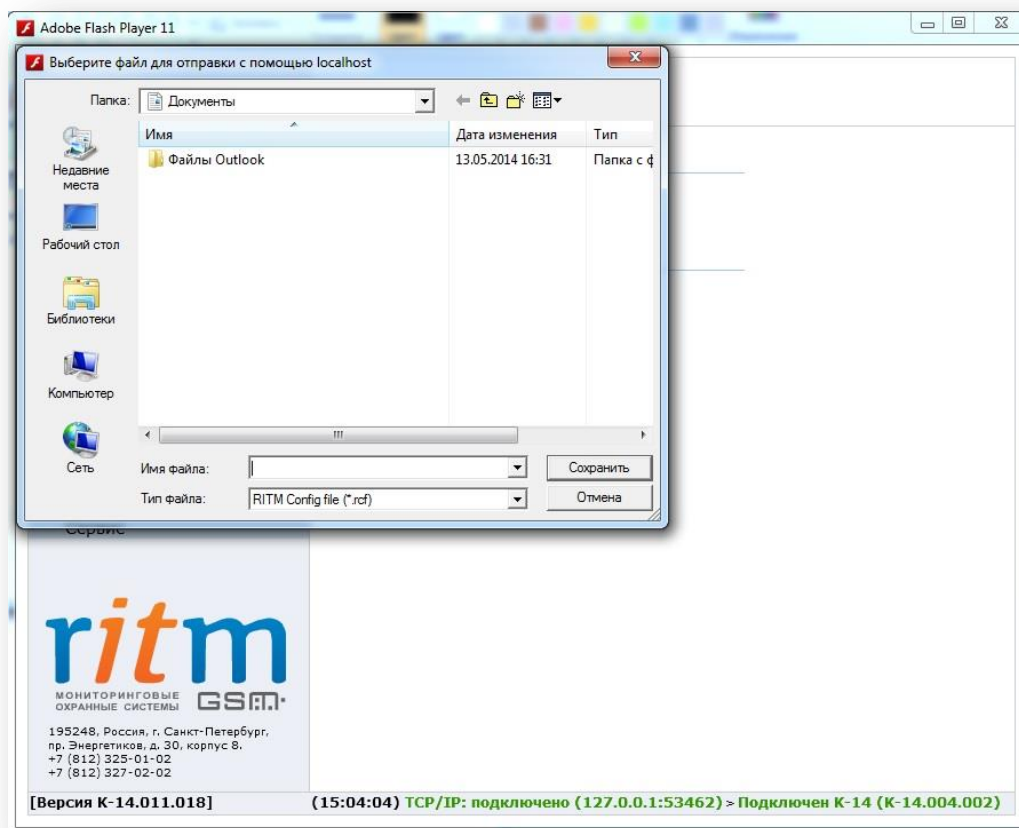 Adobe Flash Player 11
Выберите файл для отправки с помощью localhost
Папка: Документы
Имя Дата изменения Тип
Файлы Outlook 13.05.2014 16:31 Папка с ф
Недавние
места
Рабочий стол
Библиотеки
Компьютер
Сеть
Имя файла: Сохранить
Тип файла: RITM Config file (*.rcf) Отмена
Сервис
ritm
МОНИТОРИНГОВЫЕ
ОХРАННЫЕ СИСТЕМЫ GSM
195248, Россия, г. Санкт-Петербург,
пр. Энергетиков, д. 30, корпус 8.
+7 (812) 325-01-02
+7 (812) 327-02-02
[Версия K-14.011.018] (15:04:04) TCP/IP: подключено (127.0.0.1:53462) > Подключен K-14 (K-14.004.002)